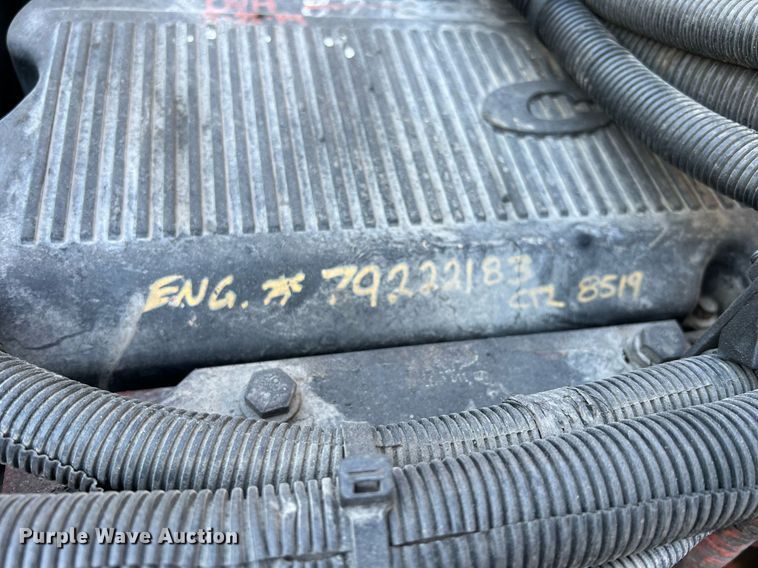 ENG. # 79222183
CTL 8519
Purple Wave Auction